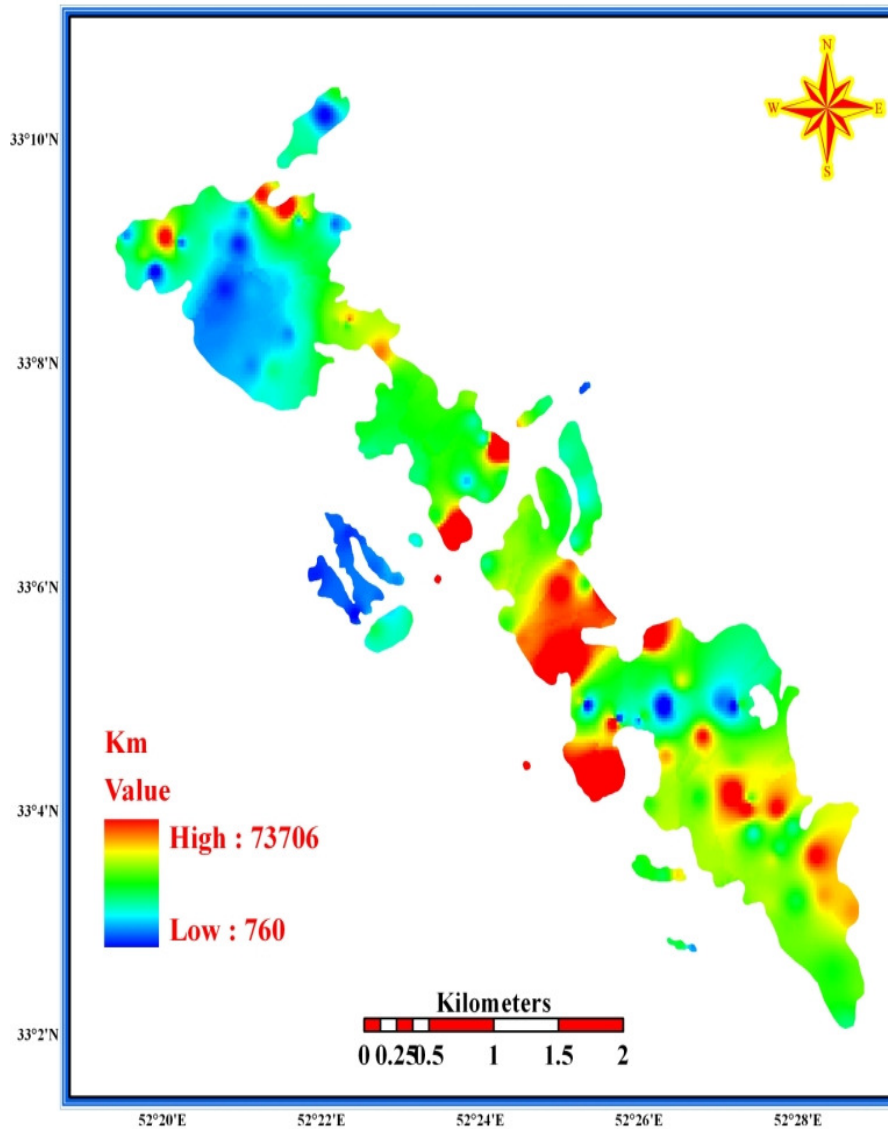 N
W E
S
33°10'N
33°8'N
33°6'N
33°4'N
33°2'N
Km
Value
High : 73706
Low : 760
Kilometers
0 0.25 0.5 1 1.5 2
52°20'E 52°22'E 52°24'E 52°26'E 52°28'E